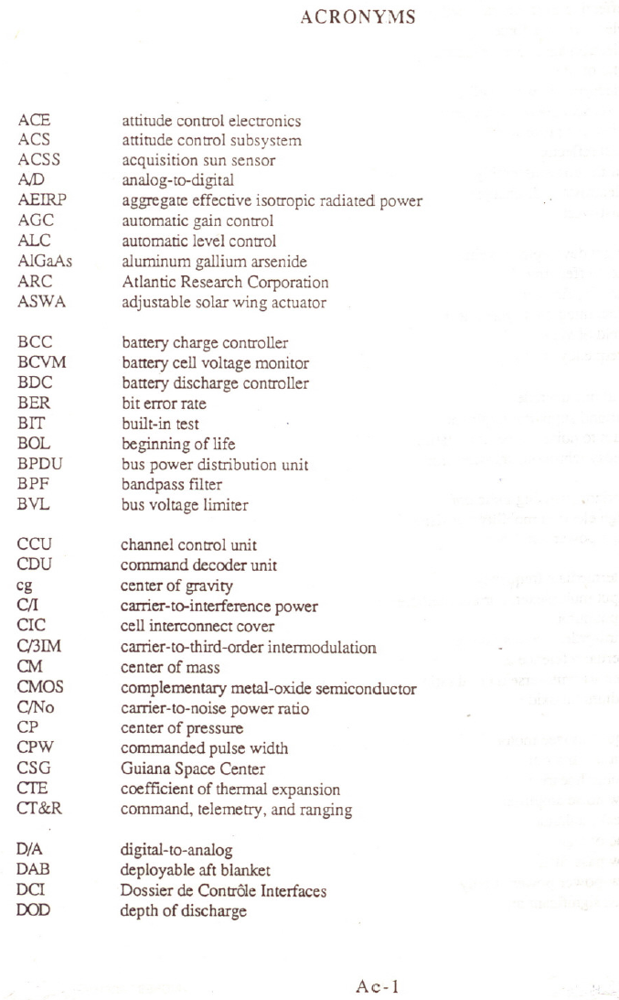 ACRONYMS
ACE attitude control electronics
ACS attitude control subsystem
ACSS acquisition sun sensor
A/D analog-to-digital
AEIRP aggregate effective isotropic radiated power
AGC automatic gain control
ALC automatic level control
AlGaAs aluminum gallium arsenide
ARC Atlantic Research Corporation
ASWA adjustable solar wing actuator
BCC battery charge controller
BCVM battery cell voltage monitor
BDC battery discharge controller
BER bit error rate
BIT built-in test
BOL beginning of life
BPDU bus power distribution unit
BPF bandpass filter
BVL bus voltage limiter
CCU channel control unit
CDU command decoder unit
cg center of gravity
C/I carrier-to-interference power
CIC cell interconnect cover
C/3IM carrier-to-third-order intermodulation
CM center of mass
CMOS complementary metal-oxide semiconductor
C/No carrier-to-noise power ratio
CP center of pressure
CPW commanded pulse width
CSG Guiana Space Center
CTE coefficient of thermal expansion
CT&R command, telemetry, and ranging
D/A digital-to-analog
DAB deployable aft blanket
DCI Dossier de Contrôle Interfaces
DOD depth of discharge
Ac-1